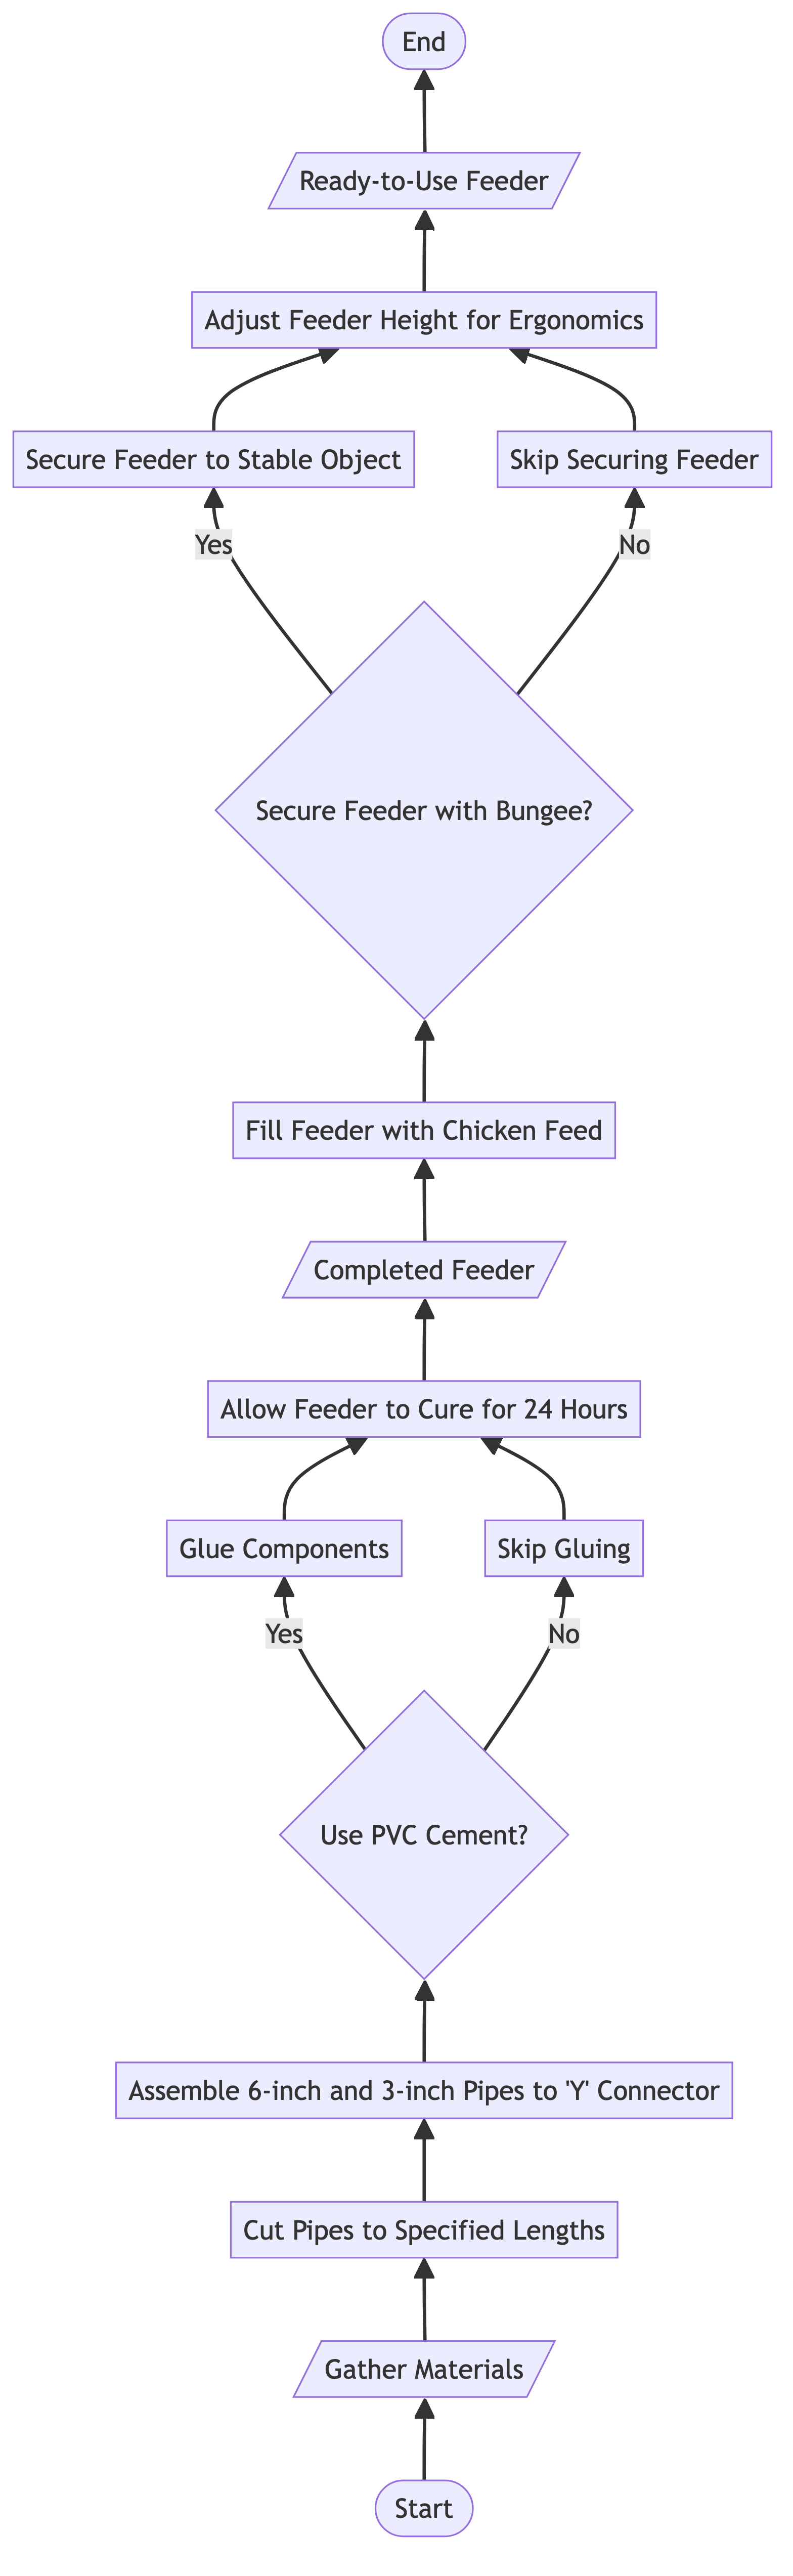 End
Ready-to-Use Feeder
Adjust Feeder Height for Ergonomics
Secure Feeder to Stable Object
Skip Securing Feeder
Yes
No
Secure Feeder with Bungee?
Fill Feeder with Chicken Feed
Completed Feeder
Allow Feeder to Cure for 24 Hours
Glue Components
Skip Gluing
Yes
No
Use PVC Cement?
Assemble 6-inch and 3-inch Pipes to 'Y' Connector
Cut Pipes to Specified Lengths
Gather Materials
Start